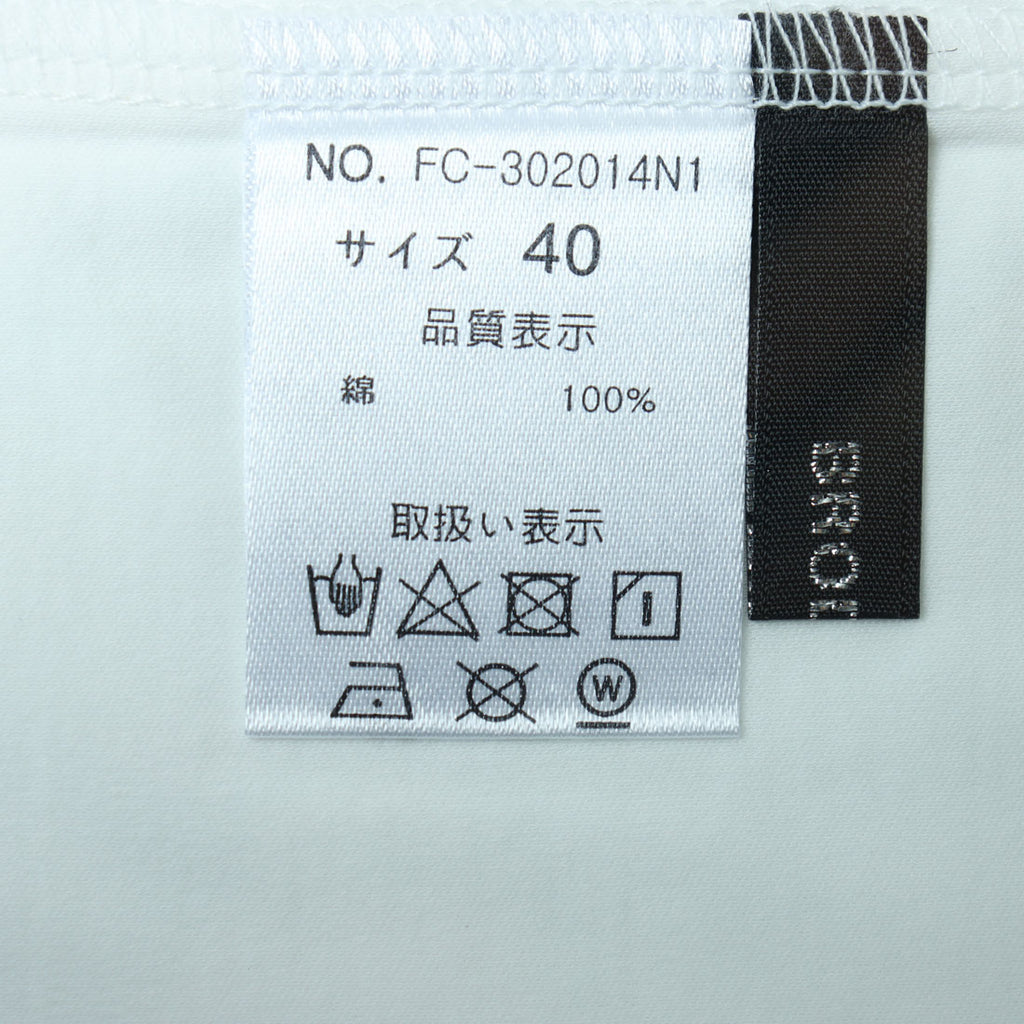 NO. FC-302014N1
サイズ 40
品質表示
綿 100%
取扱い表示
W